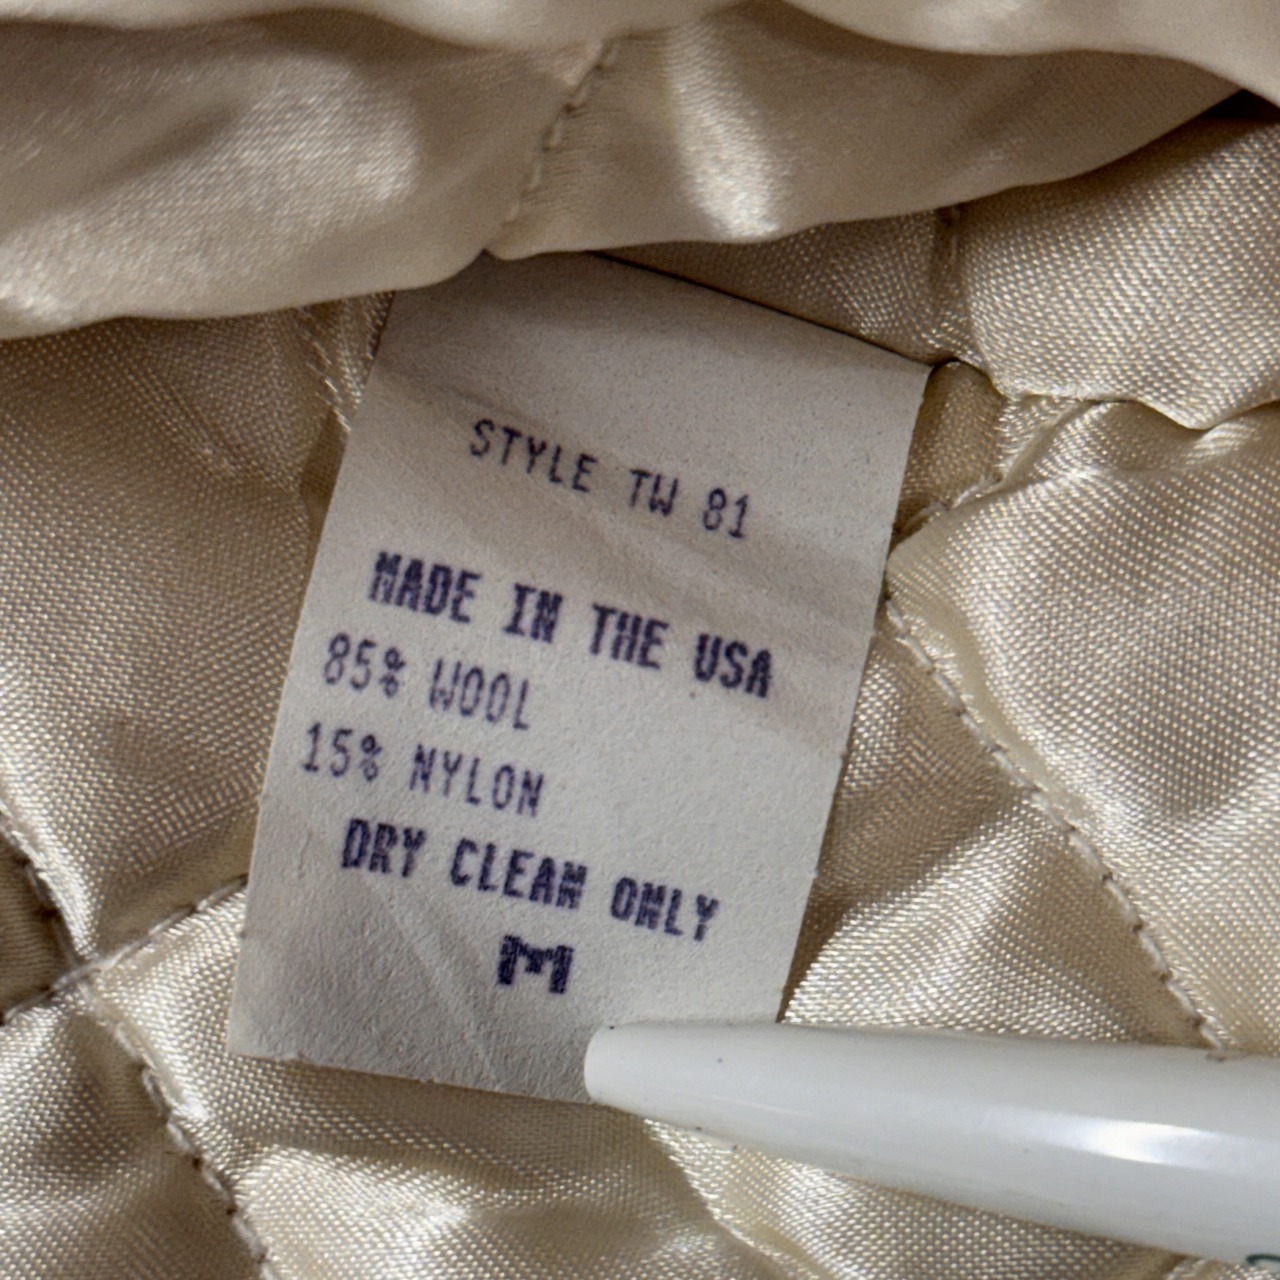 STYLE TW 81
MADE IN THE USA
85% WOOL
15% NYLON
DRY CLEAN ONLY
M